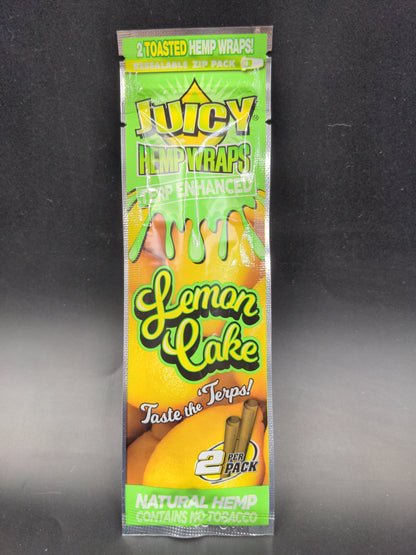 2 TOASTED HEMP WRAPS!
RESEALABLE ZIP PACK
JUICY®
HEMP WRAPS
TERP ENHANCED
Lemon
Cake
Taste the 'Terps!
2 PER
PACK
NATURAL HEMP
CONTAINS NO TOBACCO